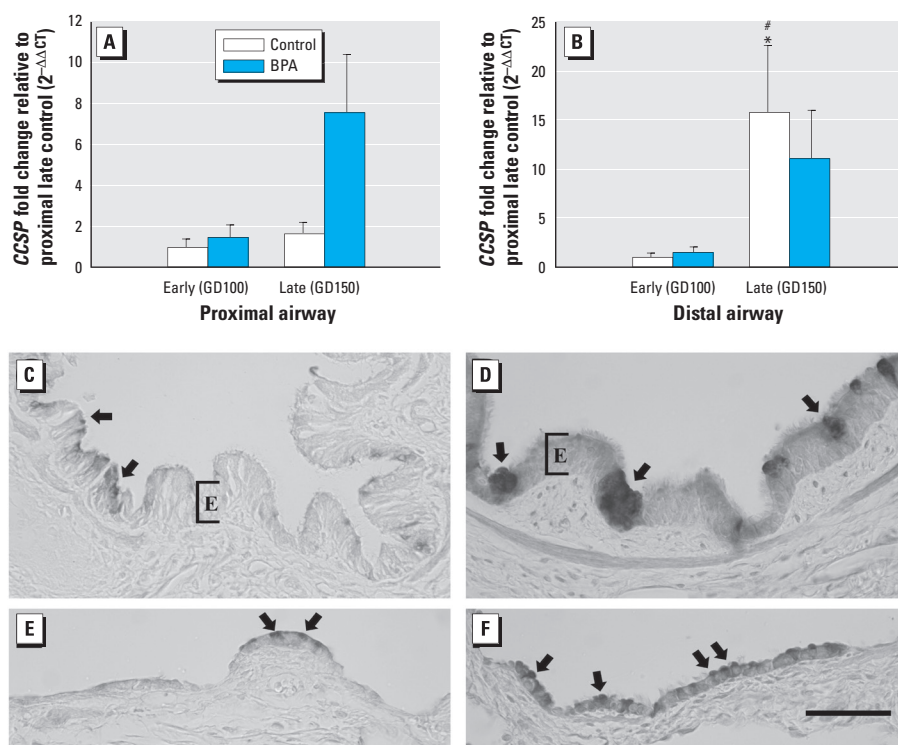 A
CCSP fold change relative to
proximal late control (2–ΔΔCT)
12
10
8
6
4
2
0
Control
BPA
Early (GD100)
Late (GD150)
Proximal airway
B
CCSP fold change relative to
proximal late control (2–ΔΔCT)
25
20
15
10
5
0
#
*
Early (GD100)
Late (GD150)
Distal airway
C
E
D
E
E
F